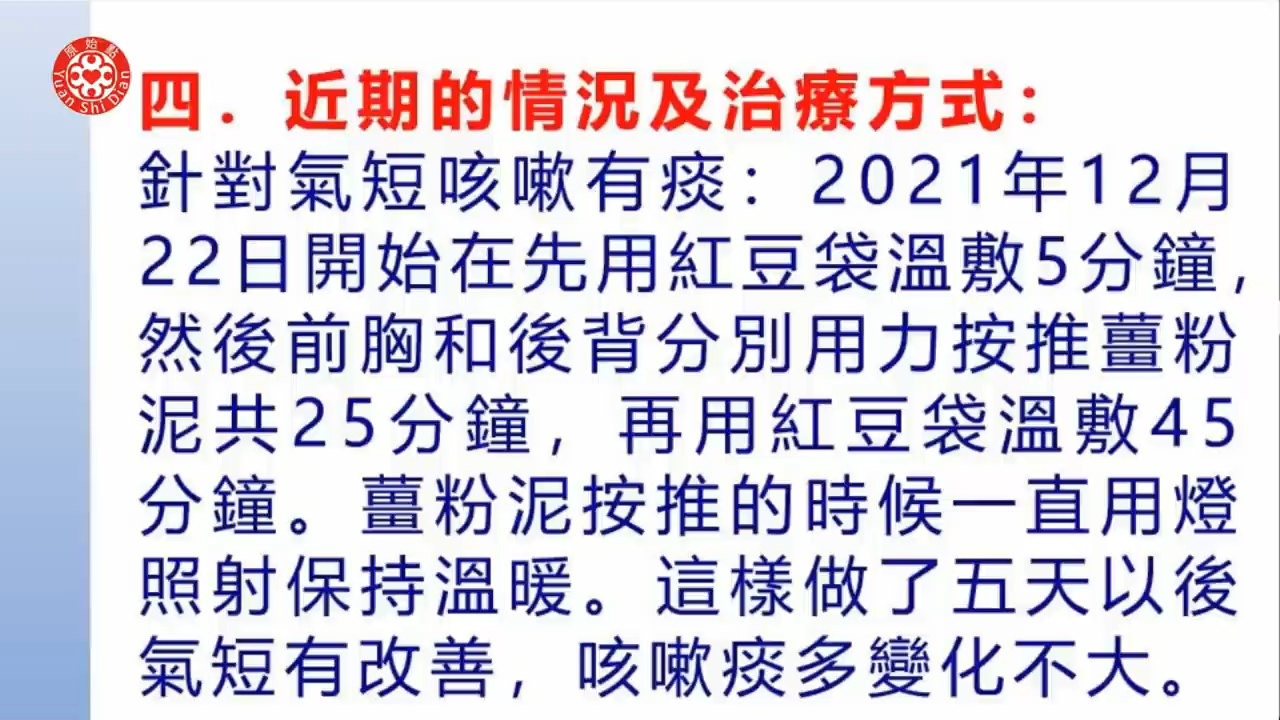 原始點
Yuan Shi Dian
四．近期的情況及治療方式：
針對氣短咳嗽有痰：2021年12月
22日開始在先用紅豆袋溫敷5分鐘，
然後前胸和後背分別用力按推薑粉
泥共25分鐘，再用紅豆袋溫敷45
分鐘。薑粉泥按推的時候一直用燈
照射保持溫暖。這樣做了五天以後
氣短有改善，咳嗽痰多變化不大。